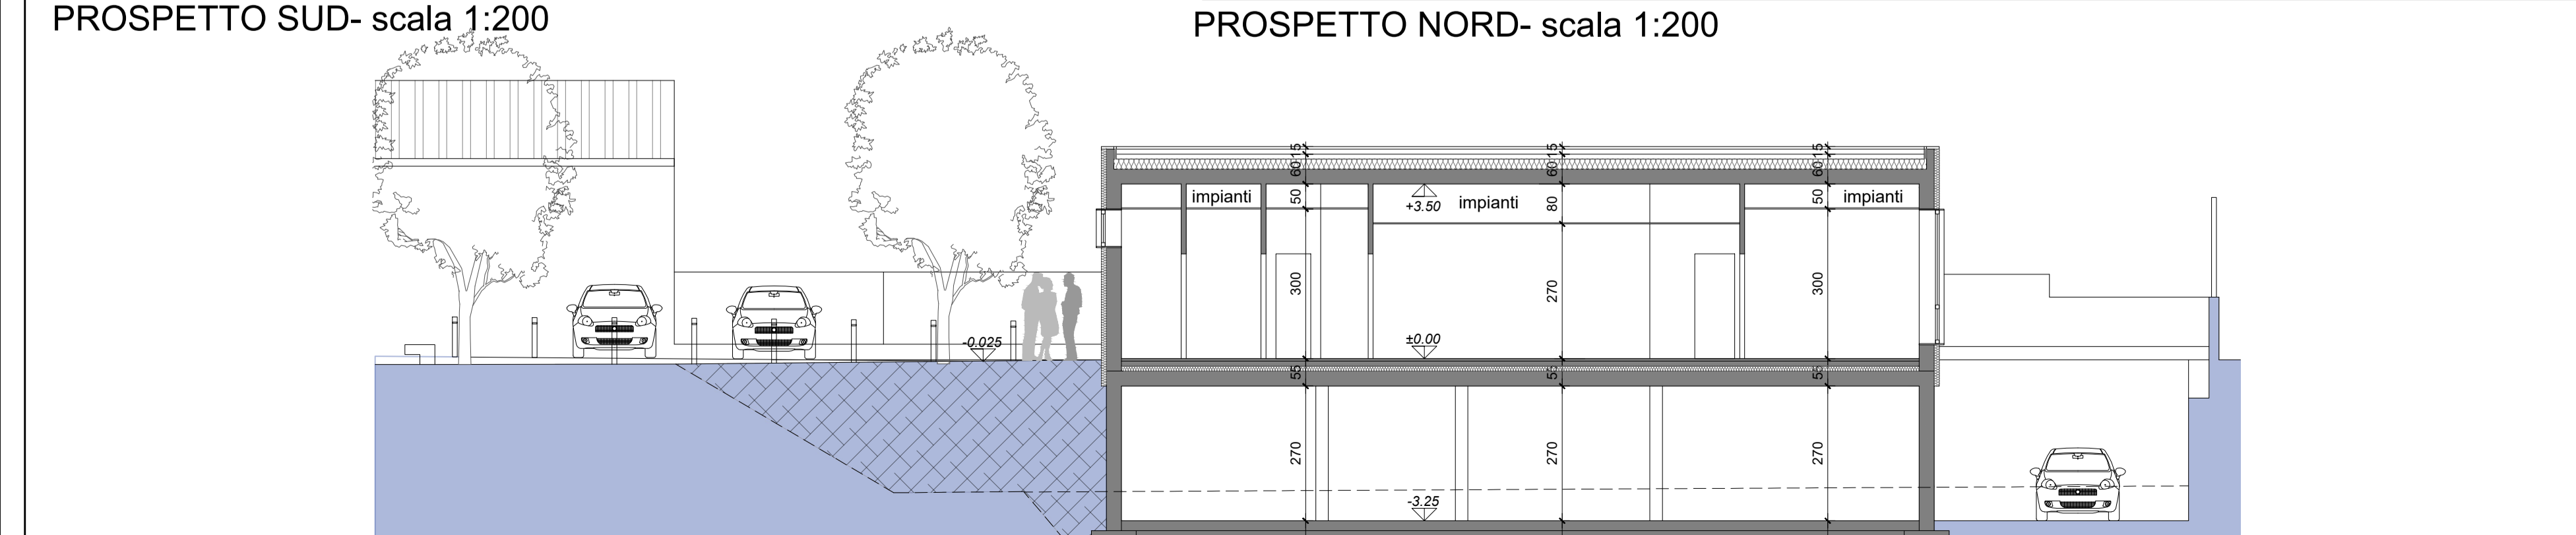 PROSPETTO SUD- scala 1:200
PROSPETTO NORD- scala 1:200
15 15 15
60 60 60
impianti 50 +3.50 impianti 80 50 impianti
300 270 300
-0.025 ±0.00
55 55 55
270 270 270
-3.25